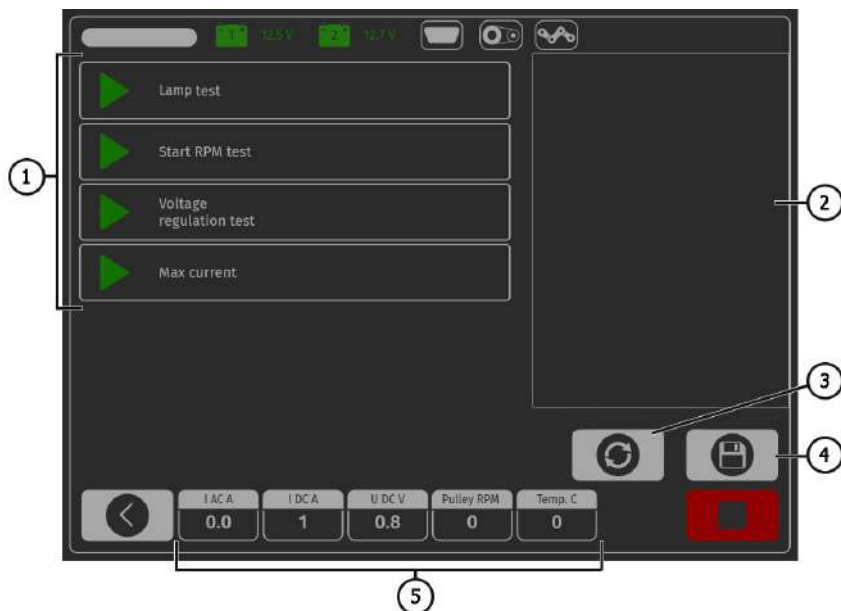 1 12.5 V 2 12.7 V
Lamp test
Start RPM test
Voltage
regulation test
Max current
1
2
3
4
I AC A I DC A U DC V Pulley RPM Temp. C
0.0 1 0.8 0 0
5